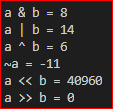 a & b = 8
a | b = 14
a ^ b = 6
~a = -11
a << b = 40960
a >> b = 0